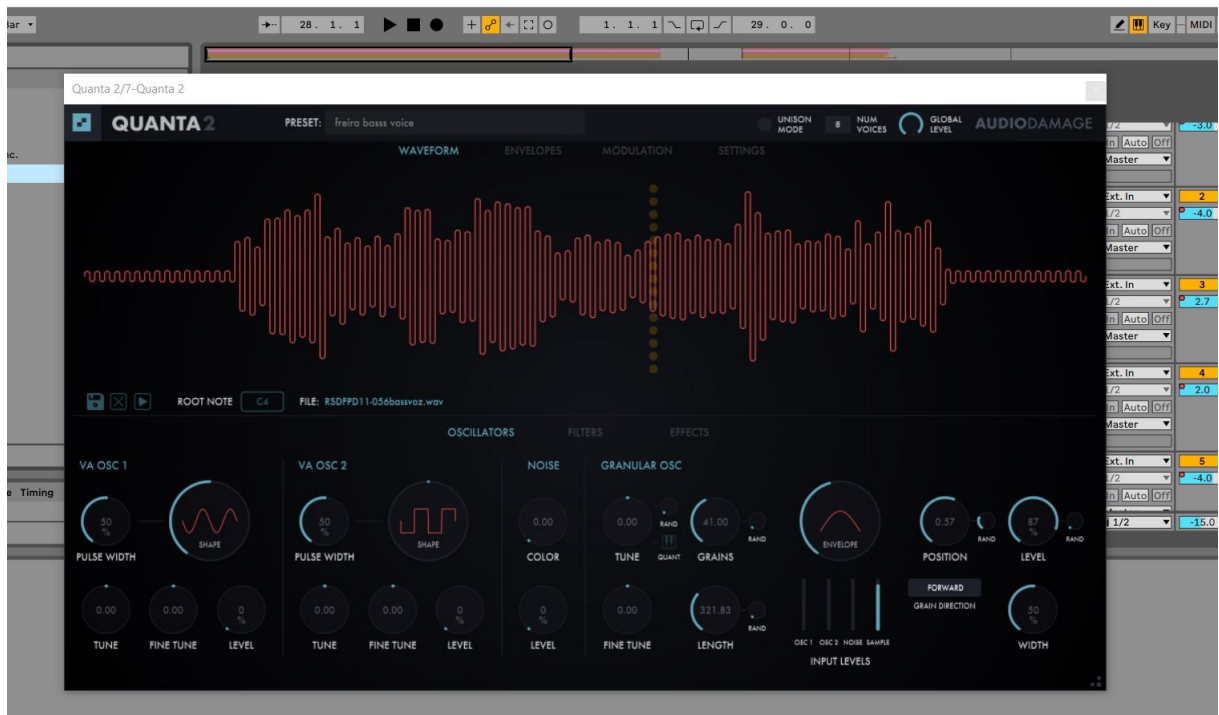 Bar
28. 1. 1
1. 1. 1
29. 0. 0
Key
MIDI
Quanta 2/7-Quanta 2
QUANTA2
PRESET: freira basss voice
UNISON MODE
8 NUM VOICES
GLOBAL LEVEL
AUDIODAMAGE
WAVEFORM ENVELOPES MODULATION SETTINGS
nc.
1/2 -3.0
In Auto Off
Master
Ext. In 2
1/2 -4.0
In Auto Off
Master
Ext. In 3
1/2 2.7
In Auto Off
Master
Ext. In 4
1/2 2.0
In Auto Off
Master
Ext. In 5
1/2 -4.0
In Auto Off
i 1/2 -15.0
ROOT NOTE C4 FILE: RSDFPD11-056bassvoz.wav
OSCILLATORS FILTERS EFFECTS
e Timing
VA OSC 1
50 %
PULSE WIDTH
SHAPE
0.00 0.00 0 %
TUNE FINE TUNE LEVEL
VA OSC 2
50 %
PULSE WIDTH
SHAPE
0.00 0.00 0 %
TUNE FINE TUNE LEVEL
NOISE
0.00
COLOR
0 %
LEVEL
GRANULAR OSC
0.00 RAND 41.00
TUNE QUANT GRAINS RAND
0.00 321.83
FINE TUNE LENGTH RAND
ENVELOPE
OSC 1 OSC 2 NOISE SAMPLE
INPUT LEVELS
0.57 87 %
POSITION RAND LEVEL RAND
FORWARD
GRAIN DIRECTION
50 %
WIDTH